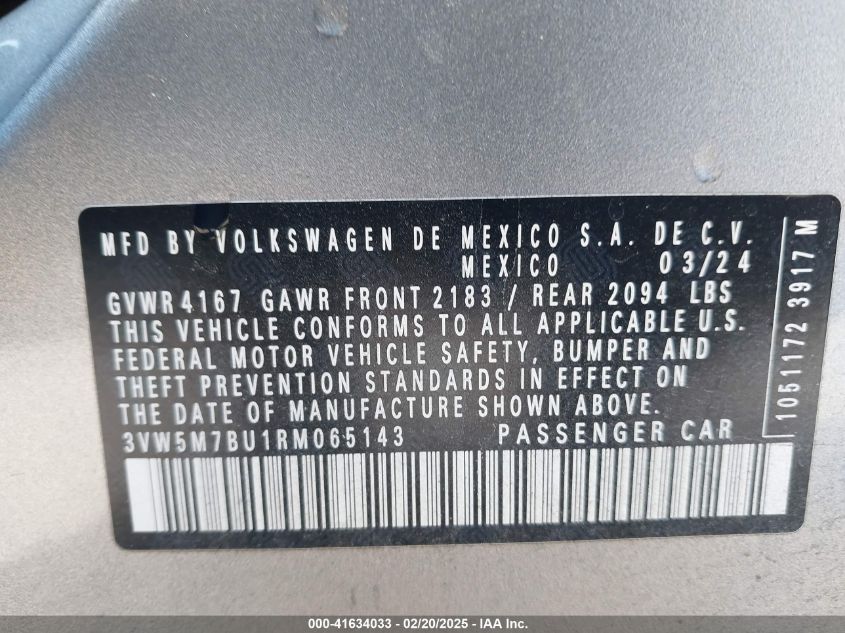 MFD BY VOLKSWAGEN DE MEXICO S.A. DE C.V.
MEXICO 03/24
GVWR 4167 GAWR FRONT 2183 / REAR 2094 LBS
THIS VEHICLE CONFORMS TO ALL APPLICABLE U.S.
FEDERAL MOTOR VEHICLE SAFETY, BUMPER AND
THEFT PREVENTION STANDARDS IN EFFECT ON
THE DATE OF MANUFACTURE SHOWN ABOVE.
3VW5M7BU1RM065143 PASSENGER CAR
1051172 3917 M
000-41634033 - 02/20/2025 - IAA Inc.